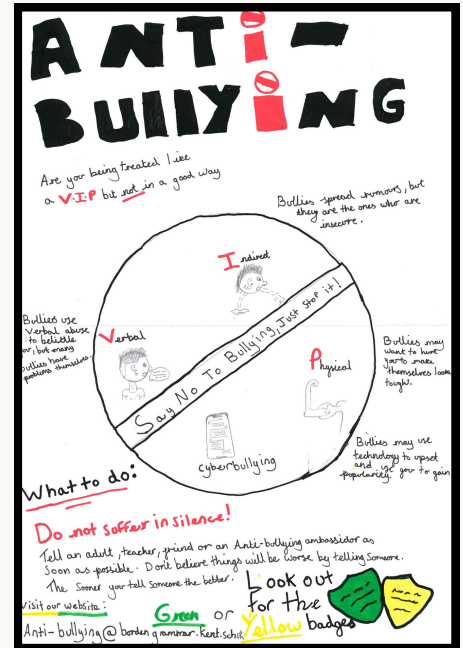 ANTi-
BUllYiNG
Are you being treated like
a V.I.P but not in a good way
Bullies spread rumours, but
they are the ones who are
insecure.
Indirect
Bullies use
verbal abuse
to belittle
but many
bullies have
problems themselves.
Verbal
Say No To Bullying, Just stop it!
Physical
Bullies may
want to hurt
you to make
themselves look
tough.
cyberbullying
Bullies may use
technology to upset
and use you to gain
popularity.
What to do:
Do not suffer in silence!
Tell an adult, teacher, friend or an Anti-bullying ambassador as
soon as possible. Don't believe things will be worse by telling someone.
The sooner you tell someone the better.
Look out
for the
Green or Yellow badges
Visit our website:
Anti-bullying@borden grammar.kent.sch